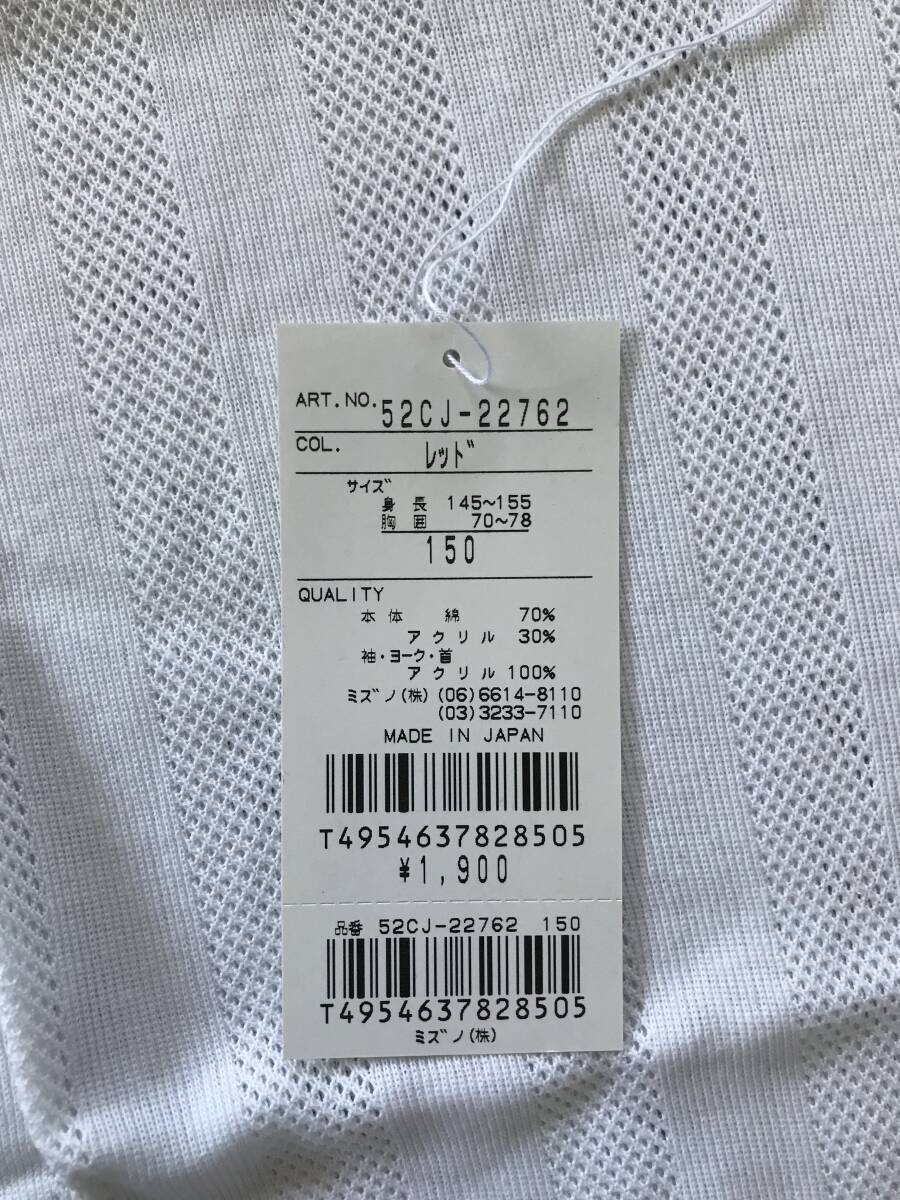 ART. NO. 52CJ-22762
COL. レッド
サイズ
身長 145~155
胸囲 70~78
150
QUALITY
本体 綿 70%
アクリル 30%
袖・ヨーク・首
アクリル 100%
ミズノ(株) (06)6614-8110
(03)3233-7110
MADE IN JAPAN
T4954637828505
¥1,900
品番 52CJ-22762 150
T4954637828505
ミズノ(株)